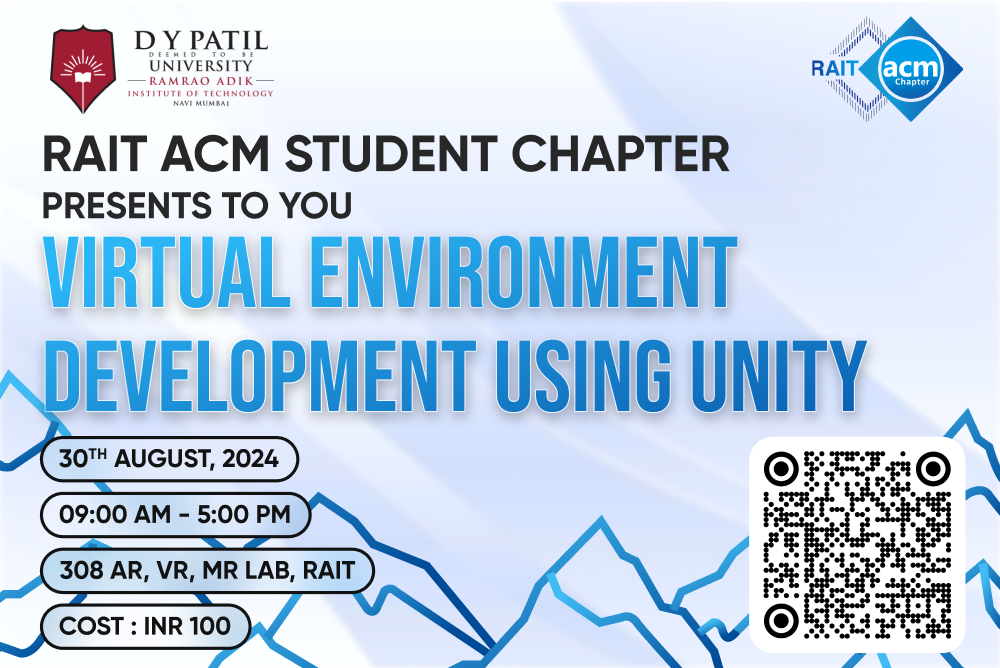 D Y PATIL
DEEMED TO BE
UNIVERSITY
RAMRAO ADIK
INSTITUTE OF TECHNOLOGY
NAVI MUMBAI
RAIT acm
Chapter
RAIT ACM STUDENT CHAPTER
PRESENTS TO YOU
VIRTUAL ENVIRONMENT
DEVELOPMENT USING UNITY
30TH AUGUST, 2024
09:00 AM - 5:00 PM
308 AR, VR, MR LAB, RAIT
COST : INR 100